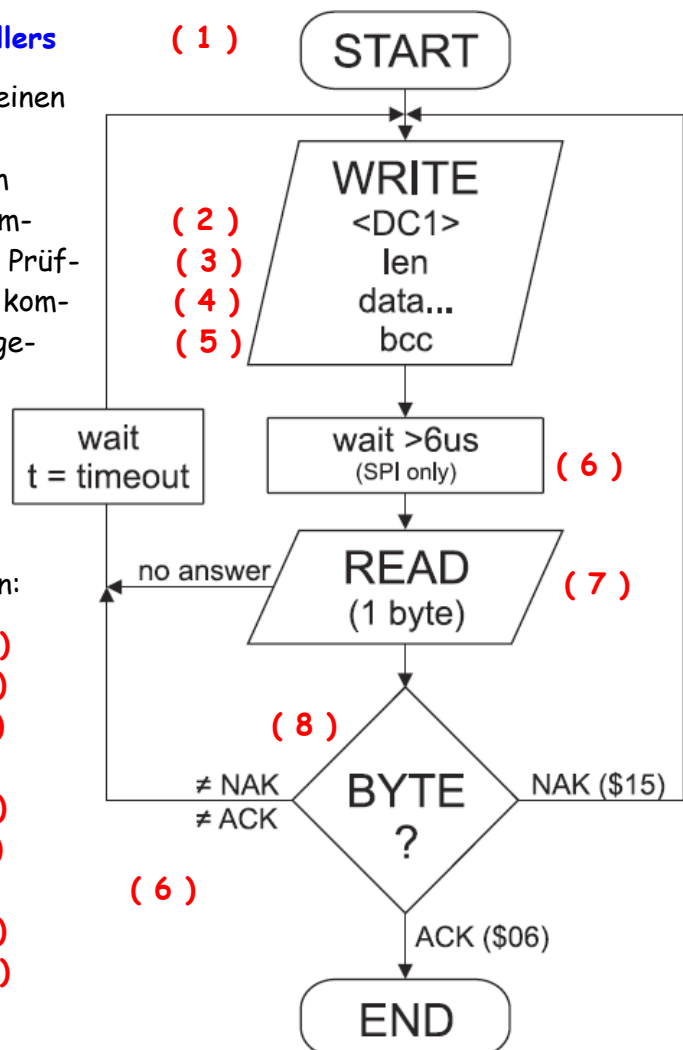 llers ( 1 ) START
einen
n
m- ( 2 ) WRITE
<DC1>
Prüf- ( 3 ) len
kom- ( 4 ) data...
ge- ( 5 ) bcc
wait
t = timeout
wait >6us
(SPI only) ( 6 )
no answer
READ
(1 byte) ( 7 )
n:
)
)
)
( 8 )
≠ NAK
≠ ACK
BYTE
?
NAK ($15)
)
)
( 6 )
)
)
ACK ($06)
END